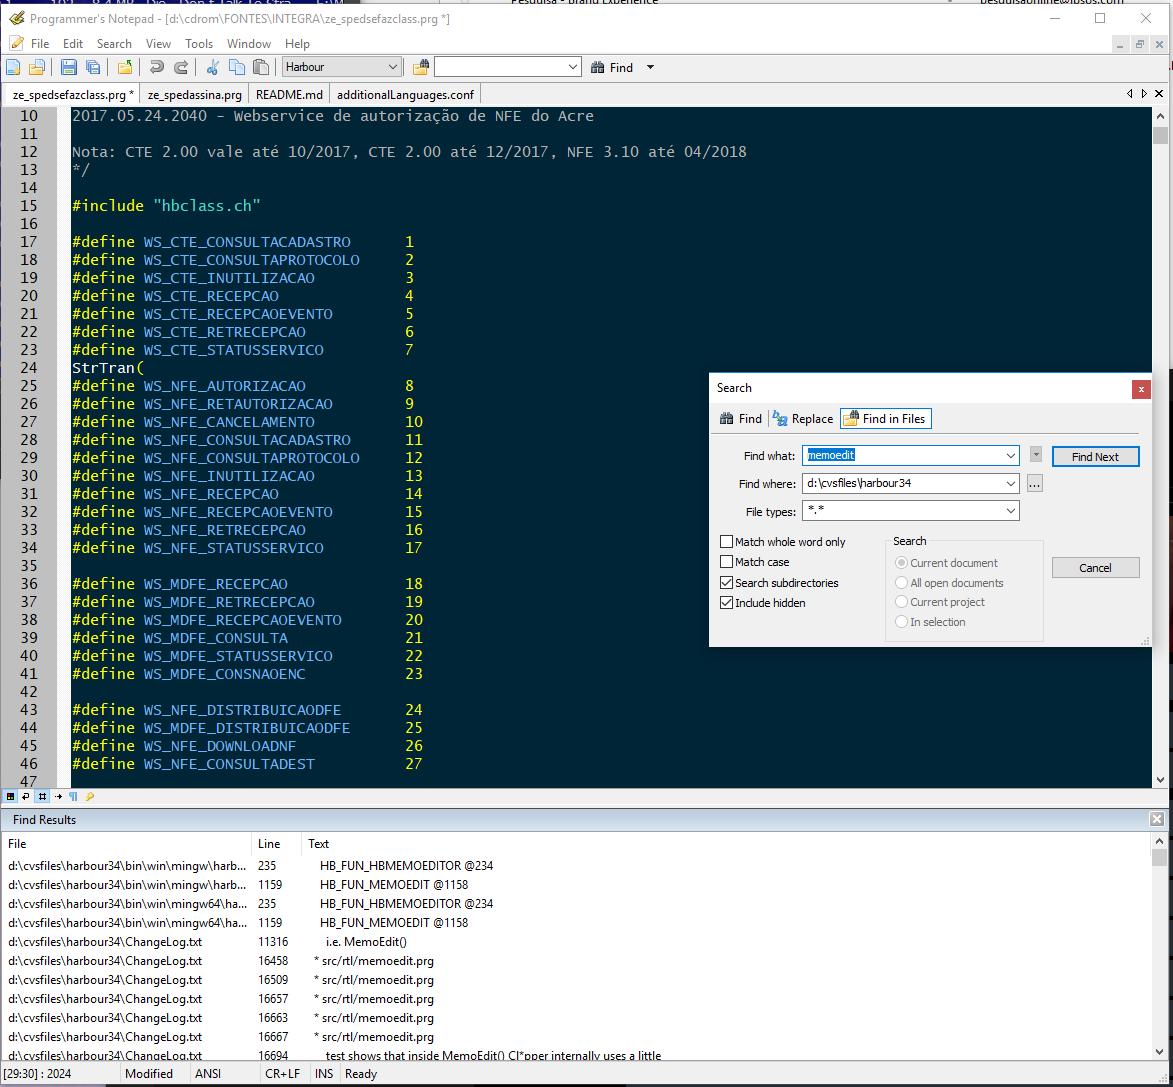 Pesquisa - Brand Experience
pesquisaonline@ipsos.com
Programmer's Notepad - [d:\cdrom\FONTES\INTEGRA\ze_spedsefazclass.prg *]
File Edit Search View Tools Window Help
Harbour Find
ze_spedsefazclass.prg * ze_spedassina.prg README.md additionalLanguages.conf
10 2017.05.24.2040 - Webservice de autorização de NFE do Acre
11
12 Nota: CTE 2.00 vale até 10/2017, CTE 2.00 até 12/2017, NFE 3.10 até 04/2018
13 */
14
15 #include "hbclass.ch"
16
17 #define WS_CTE_CONSULTACADASTRO 1
18 #define WS_CTE_CONSULTAPROTOCOLO 2
19 #define WS_CTE_INUTILIZACAO 3
20 #define WS_CTE_RECEPCAO 4
21 #define WS_CTE_RECEPCAOEVENTO 5
22 #define WS_CTE_RETRECEPCAO 6
23 #define WS_CTE_STATUSSERVICO 7
24 StrTran(
25 #define WS_NFE_AUTORIZACAO 8
26 #define WS_NFE_RETAUTORIZACAO 9
27 #define WS_NFE_CANCELAMENTO 10
28 #define WS_NFE_CONSULTACADASTRO 11
29 #define WS_NFE_CONSULTAPROTOCOLO 12
30 #define WS_NFE_INUTILIZACAO 13
31 #define WS_NFE_RECEPCAO 14
32 #define WS_NFE_RECEPCAOEVENTO 15
33 #define WS_NFE_RETRECEPCAO 16
34 #define WS_NFE_STATUSSERVICO 17
35
36 #define WS_MDFE_RECEPCAO 18
37 #define WS_MDFE_RETRECEPCAO 19
38 #define WS_MDFE_RECEPCAOEVENTO 20
39 #define WS_MDFE_CONSULTA 21
40 #define WS_MDFE_STATUSSERVICO 22
41 #define WS_MDFE_CONSNAOENC 23
42
43 #define WS_NFE_DISTRIBUICAODFE 24
44 #define WS_MDFE_DISTRIBUICAODFE 25
45 #define WS_NFE_DOWNLOADNF 26
46 #define WS_NFE_CONSULTADEST 27
47
Search x
Find Replace Find in Files
Find what: memoedit Find Next
Find where: d:\cvsfiles\harbour34 ...
File types: *.*
Match whole word only
Match case
Search subdirectories
Include hidden
Search
Current document
All open documents
Current project
In selection
Cancel
Find Results
File Line Text
d:\cvsfiles\harbour34\bin\win\mingw\harb... 235 HB_FUN_HBMEMOEDITOR @234
d:\cvsfiles\harbour34\bin\win\mingw\harb... 1159 HB_FUN_MEMOEDIT @1158
d:\cvsfiles\harbour34\bin\win\mingw64\ha... 235 HB_FUN_HBMEMOEDITOR @234
d:\cvsfiles\harbour34\bin\win\mingw64\ha... 1159 HB_FUN_MEMOEDIT @1158
d:\cvsfiles\harbour34\ChangeLog.txt 11316 i.e. MemoEdit()
d:\cvsfiles\harbour34\ChangeLog.txt 16458 * src/rtl/memoedit.prg
d:\cvsfiles\harbour34\ChangeLog.txt 16509 * src/rtl/memoedit.prg
d:\cvsfiles\harbour34\ChangeLog.txt 16657 * src/rtl/memoedit.prg
d:\cvsfiles\harbour34\ChangeLog.txt 16663 * src/rtl/memoedit.prg
d:\cvsfiles\harbour34\ChangeLog.txt 16667 * src/rtl/memoedit.prg
d:\cvsfiles\harbour34\ChangeLog.txt 16694 test shows that inside MemoEdit() Cl*pper internally uses a little
[29:30] : 2024 Modified ANSI CR+LF INS Ready